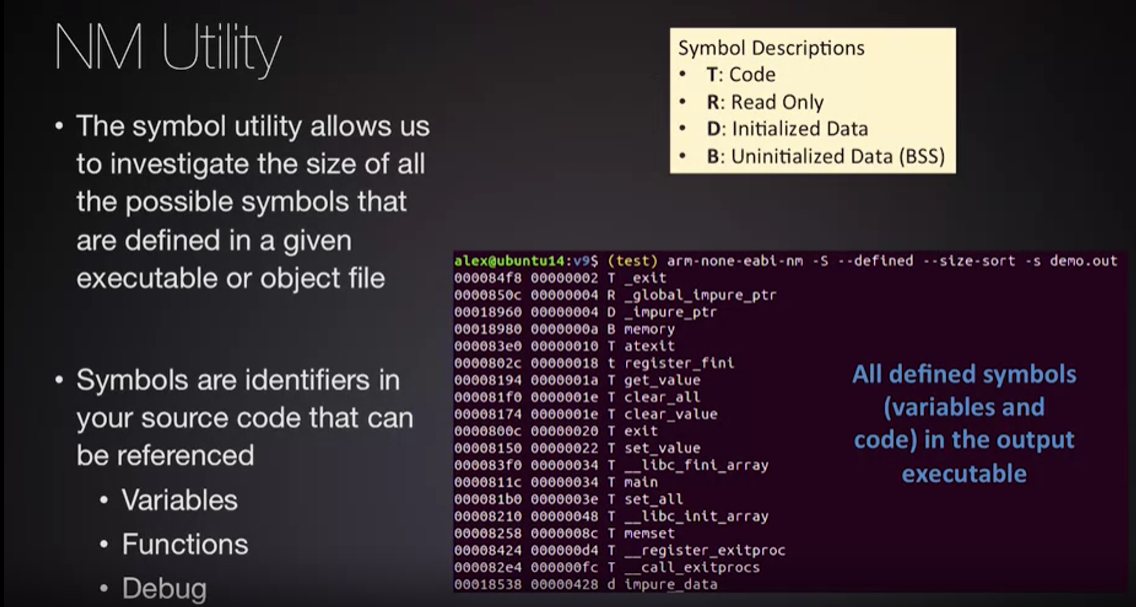 NM Utility
• The symbol utility allows us
to investigate the size of all
the possible symbols that
are defined in a given
executable or object file
• Symbols are identifiers in
your source code that can
be referenced
• Variables
• Functions
• Debug
Symbol Descriptions
• T: Code
• R: Read Only
• D: Initialized Data
• B: Uninitialized Data (BSS)
alex@ubuntu14:v9$ (test) arm-none-eabi-nm -S --defined --size-sort -s demo.out
000084f8 00000002 T _exit
0000850c 00000004 R _global_impure_ptr
00018960 00000004 D _impure_ptr
00018980 0000000a B memory
000083e0 00000010 T atexit
0000802c 00000018 t register_fini
00008194 0000001a T get_value
000081f0 0000001e T clear_all
00008174 0000001e T clear_value
0000800c 00000020 T exit
00008150 00000022 T set_value
000083f0 00000034 T __libc_fini_array
0000811c 00000034 T main
000081b0 0000003e T set_all
00008210 00000048 T __libc_init_array
00008258 0000008c T memset
00008424 000000d4 T __register_exitproc
000082e4 000000fc T __call_exitprocs
00018538 00000428 d impure_data
All defined symbols
(variables and
code) in the output
executable